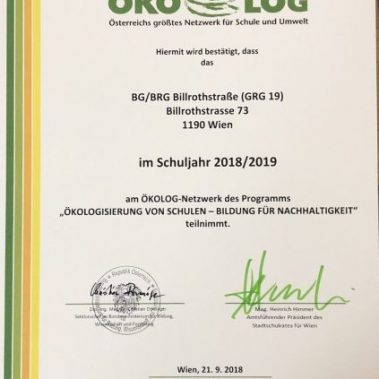 ÖKO LOG
Österreichs größtes Netzwerk für Schule und Umwelt
Hiermit wird bestätigt, dass
das
BG/BRG Billrothstraße (GRG 19)
Billrothstrasse 73
1190 Wien
im Schuljahr 2018/2019
am ÖKOLOG-Netzwerk des Programms
„ÖKOLOGISIERUNG VON SCHULEN – BILDUNG FÜR NACHHALTIGKEIT“
teilnimmt.
Mag. Heinrich Himmer
Amtsführender Präsident des
Stadtschulrates für Wien
Wien, 21. 9. 2018